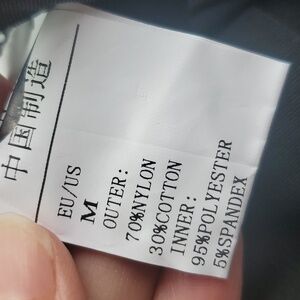 中国制造
EU/US
M
OUTER:
70%NYLON
30%COTTON
INNER:
95%POLYESTER
5%SPANDEX